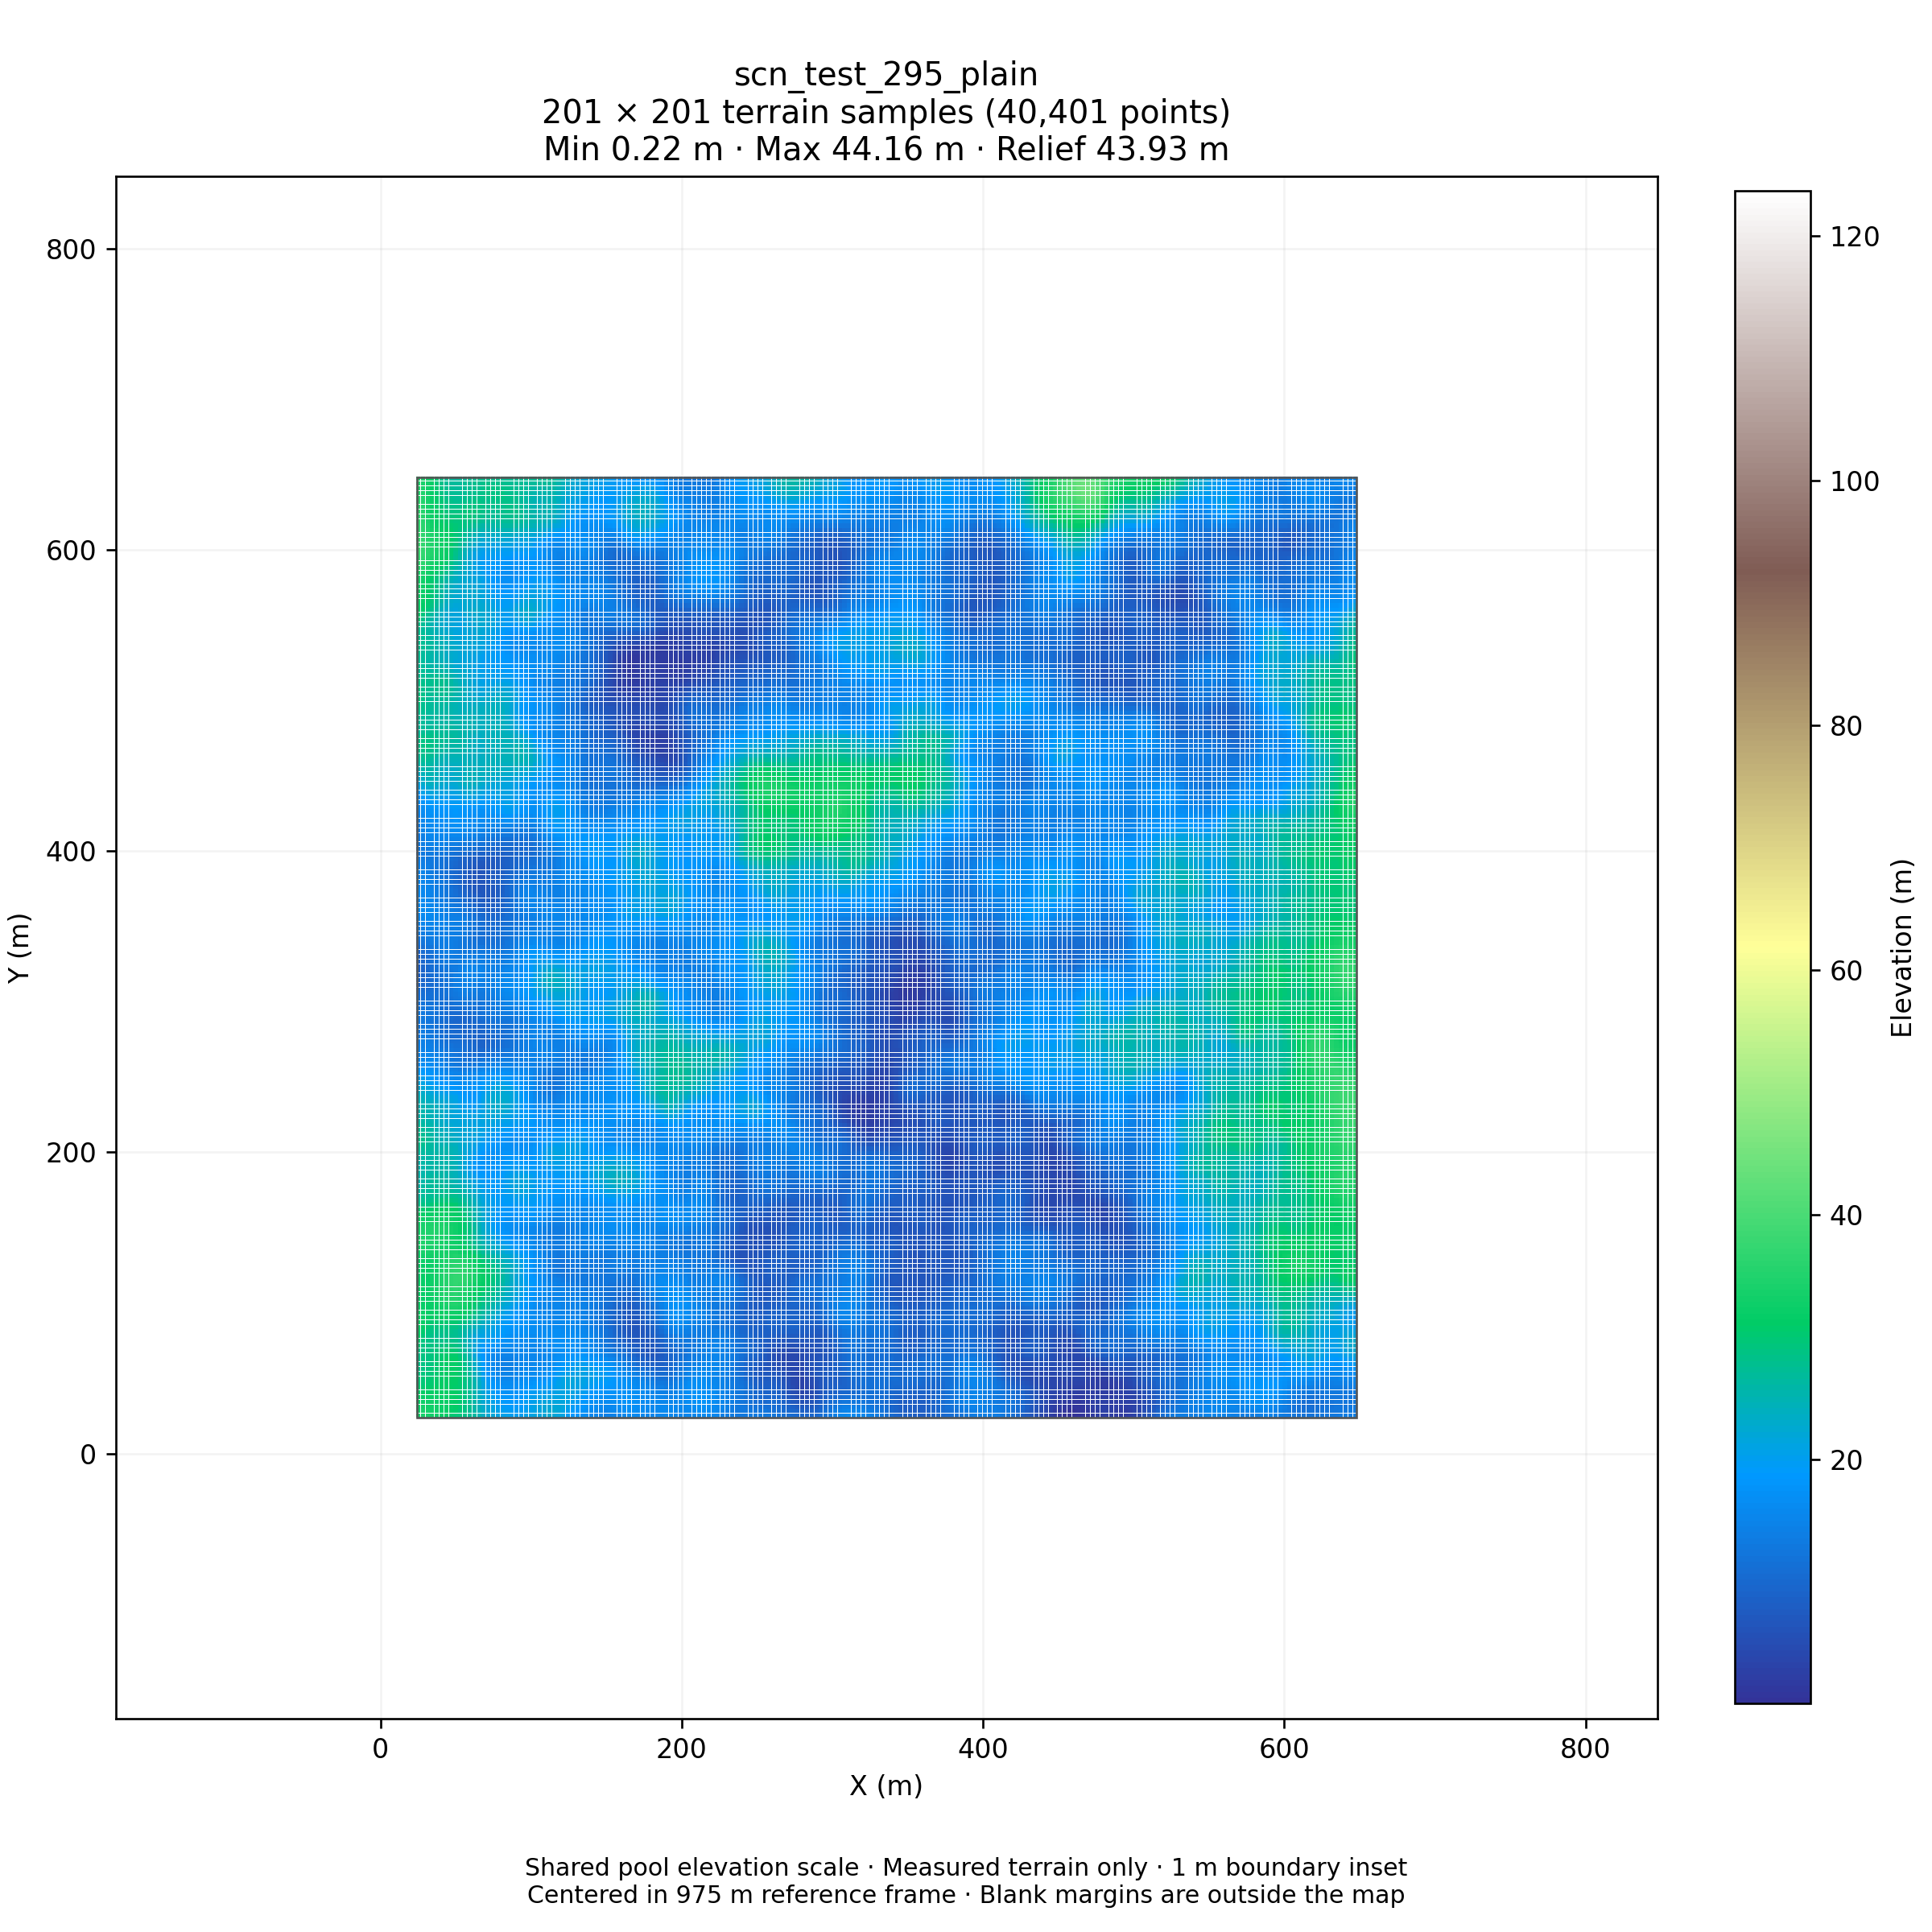 scn_test_295_plain
201 × 201 terrain samples (40,401 points)
Min 0.22 m · Max 44.16 m · Relief 43.93 m
800
600
400
200
0
Y (m)
0
200
400
600
800
X (m)
120
100
80
60
40
20
Elevation (m)
Shared pool elevation scale · Measured terrain only · 1 m boundary inset
Centered in 975 m reference frame · Blank margins are outside the map